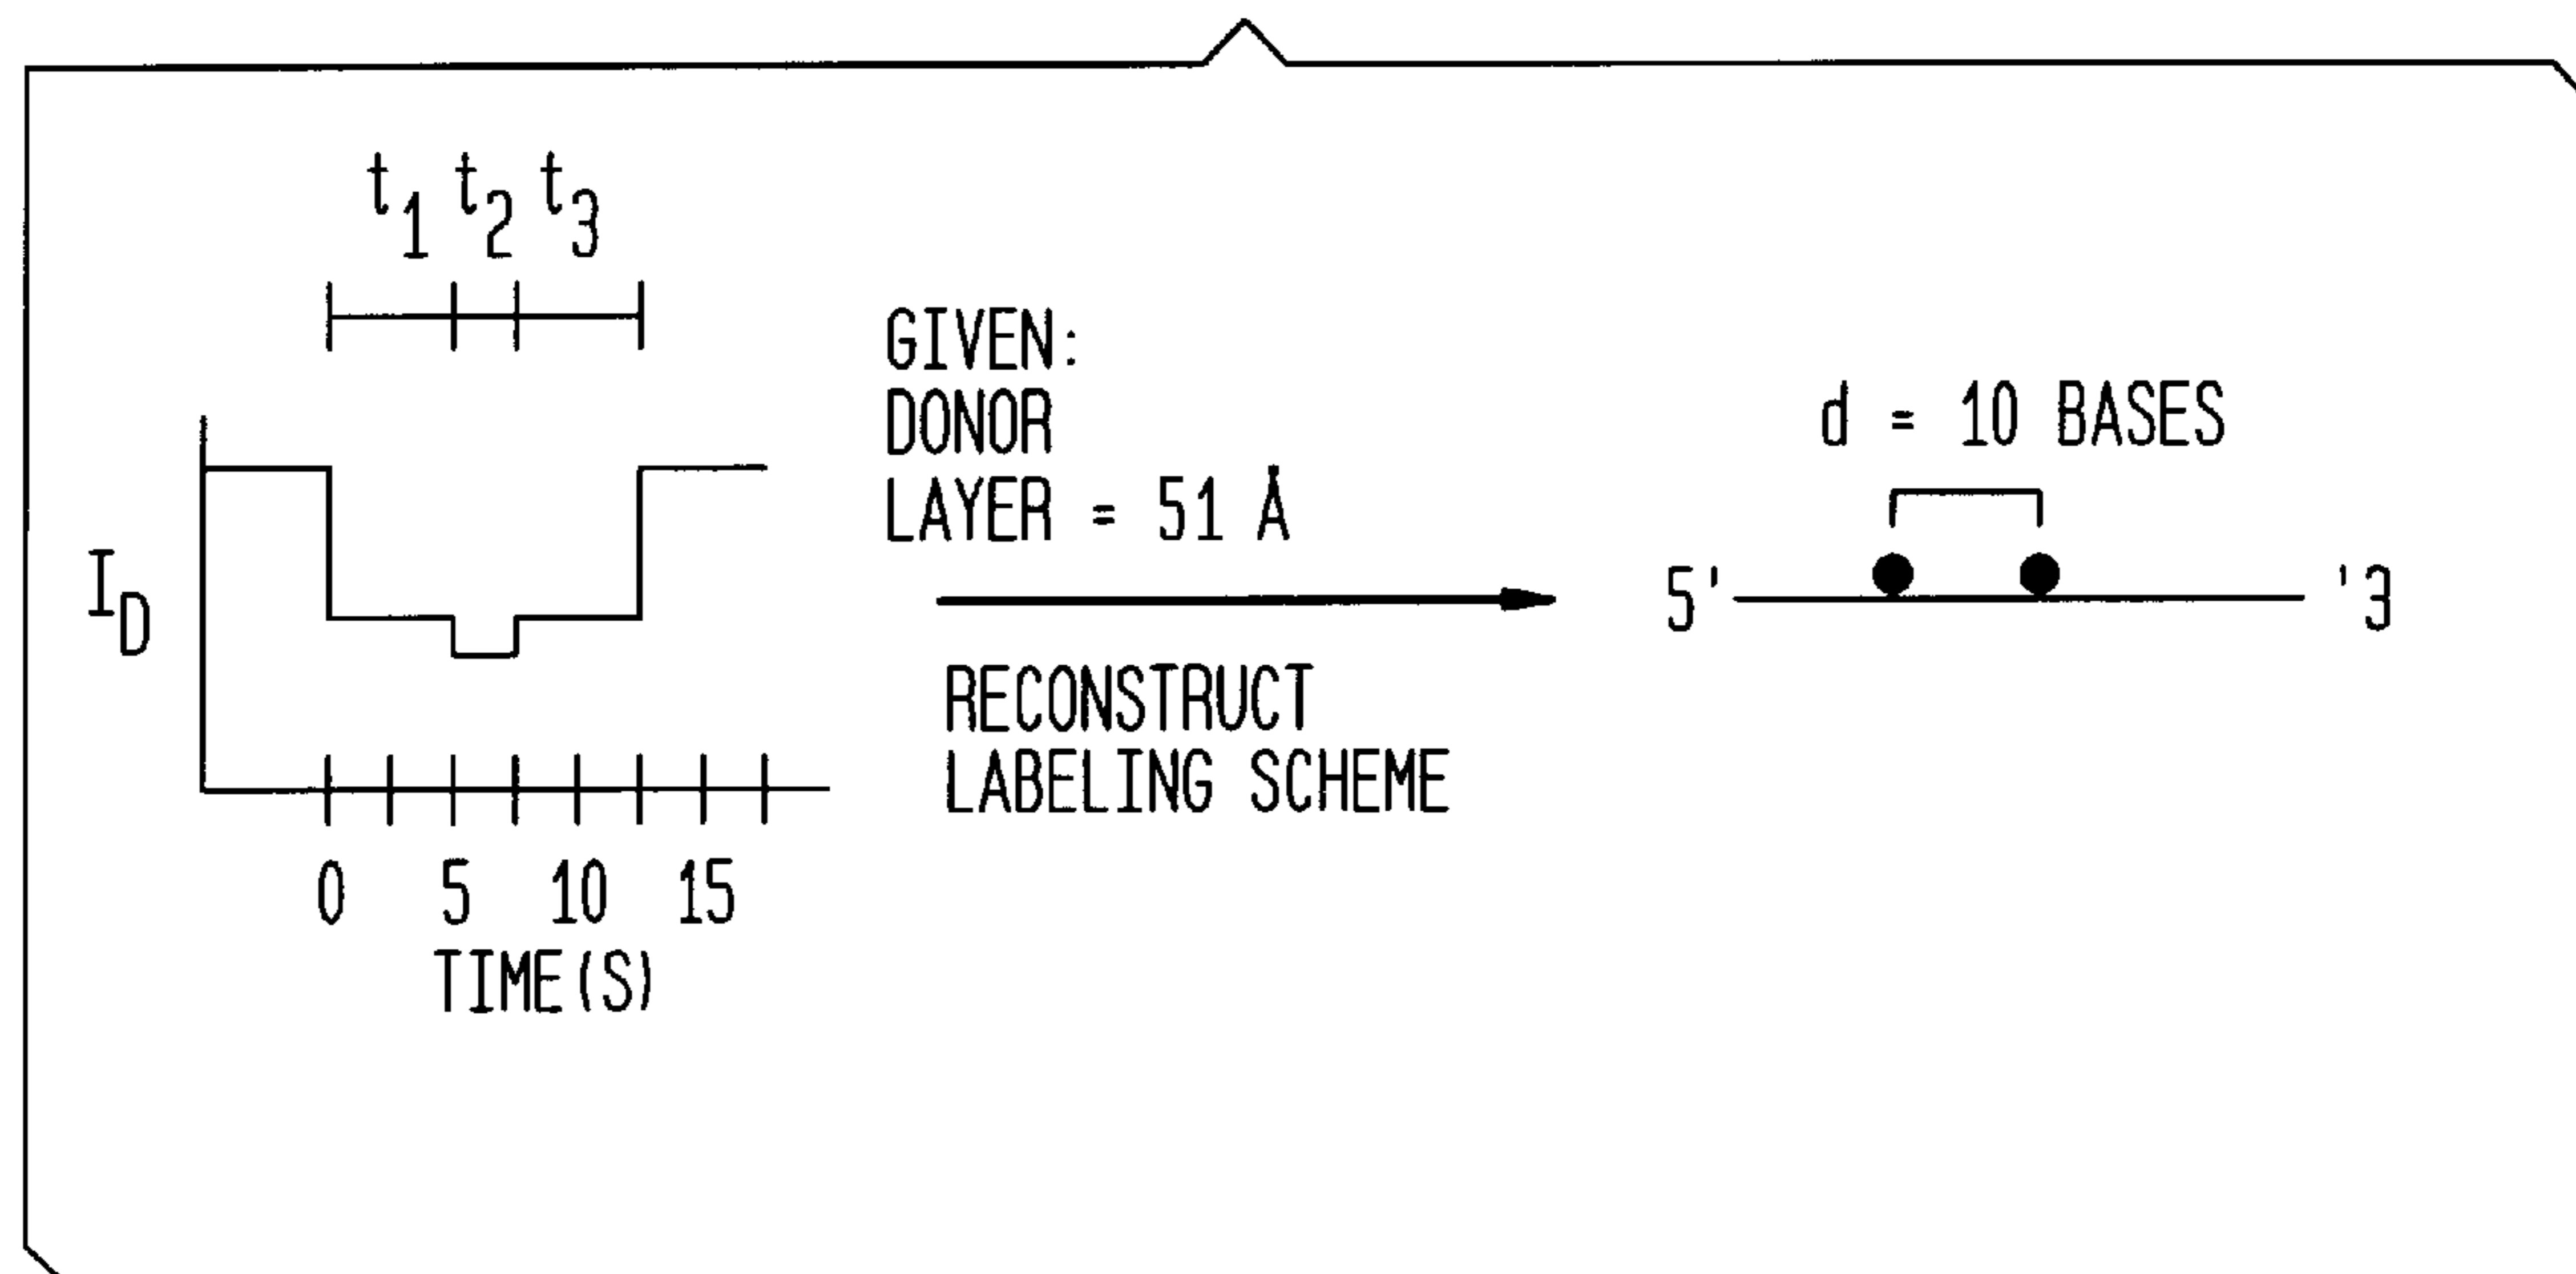 t1 t2 t3
ID
0 5 10 15
TIME(S)
GIVEN:
DONOR
LAYER = 51 Å
RECONSTRUCT
LABELING SCHEME
d = 10 BASES
5' '3